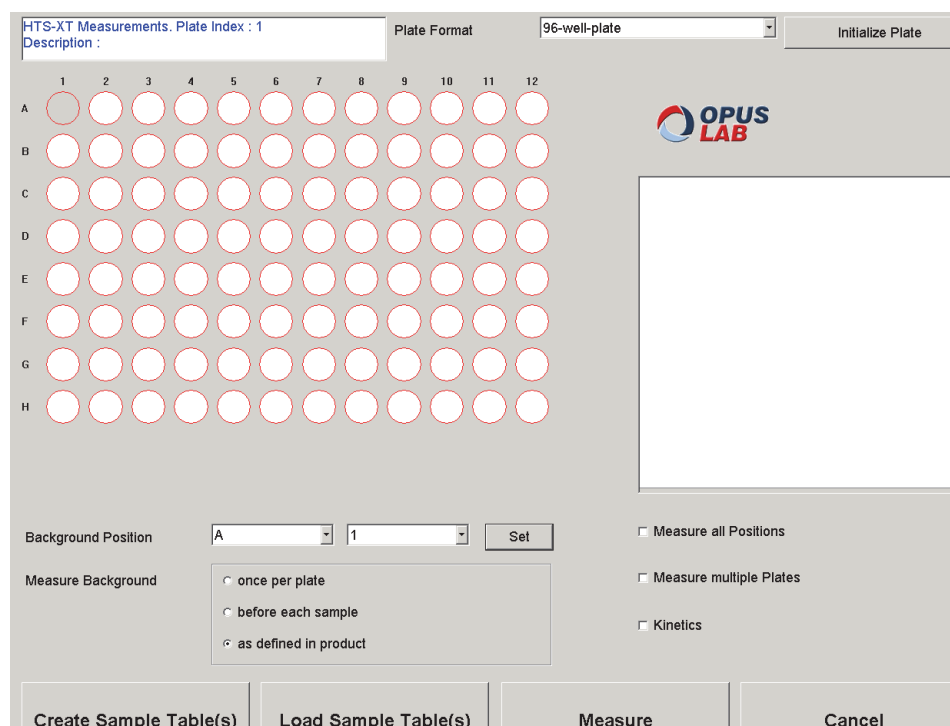 HTS-XT Measurements. Plate Index : 1
Description :
Plate Format
96-well-plate
Initialize Plate
1 2 3 4 5 6 7 8 9 10 11 12
A
B
C
D
E
F
G
H
OPUS
LAB
Background Position
A
1
Set
Measure Background
once per plate
before each sample
as defined in product
Measure all Positions
Measure multiple Plates
Kinetics
Create Sample Table(s)
Load Sample Table(s)
Measure
Cancel